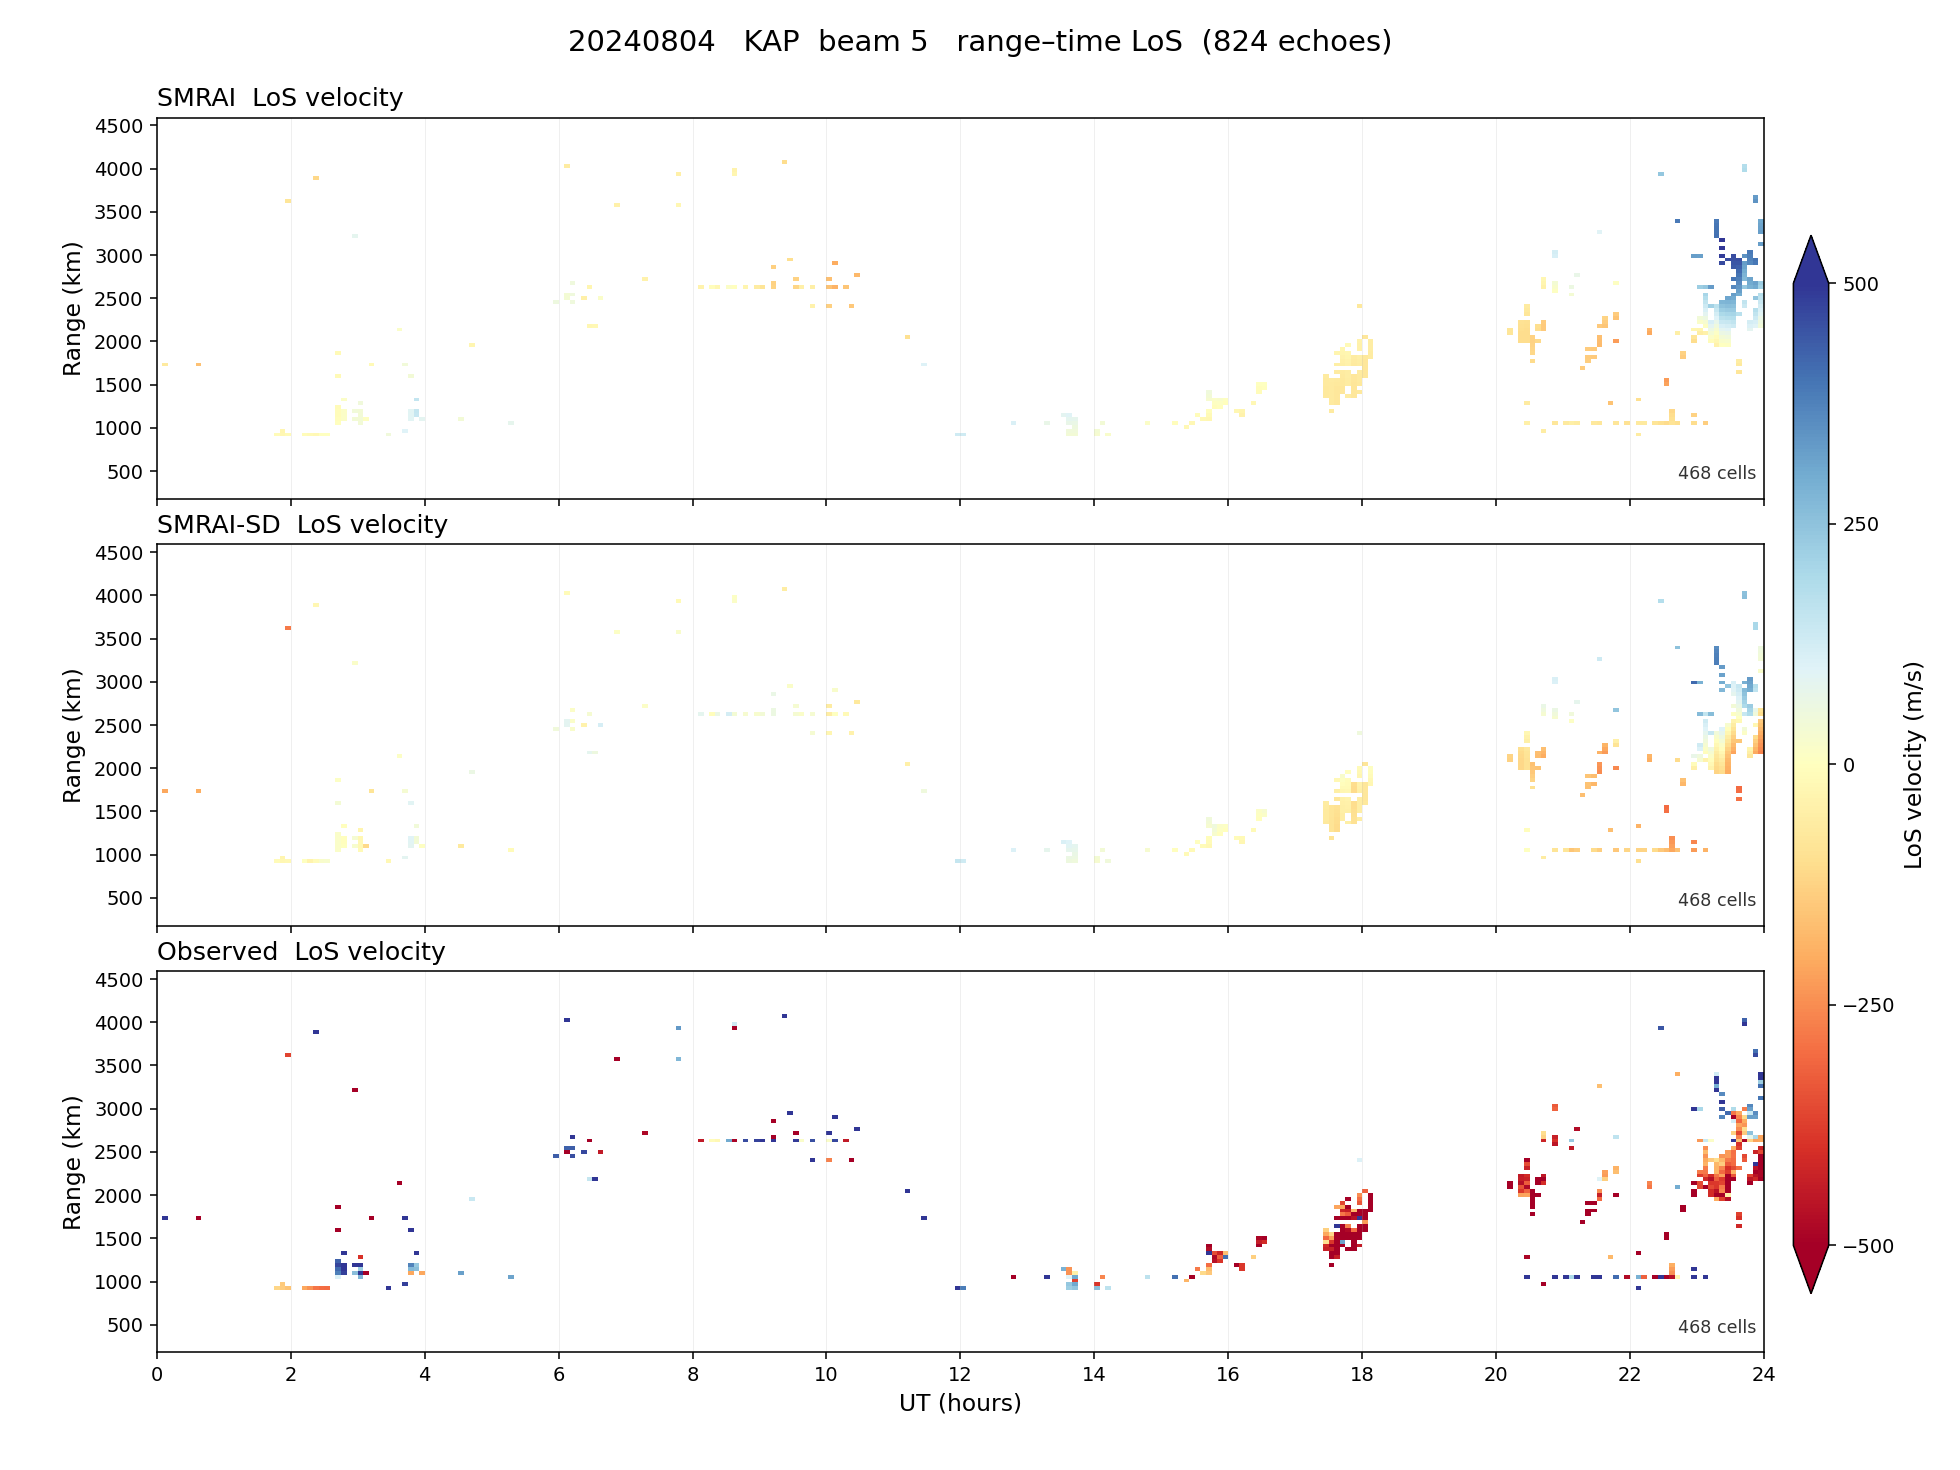 20240804   KAP  beam 5   range–time LoS  (824 echoes)
SMRAI  LoS velocity
4500
4000
3500
3000
2500
2000
1500
1000
500
Range (km)
468 cells
SMRAI-SD  LoS velocity
4500
4000
3500
3000
2500
2000
1500
1000
500
Range (km)
468 cells
Observed  LoS velocity
4500
4000
3500
3000
2500
2000
1500
1000
500
Range (km)
468 cells
0 2 4 6 8 10 12 14 16 18 20 22 24
UT (hours)
500
250
0
−250
−500
LoS velocity (m/s)